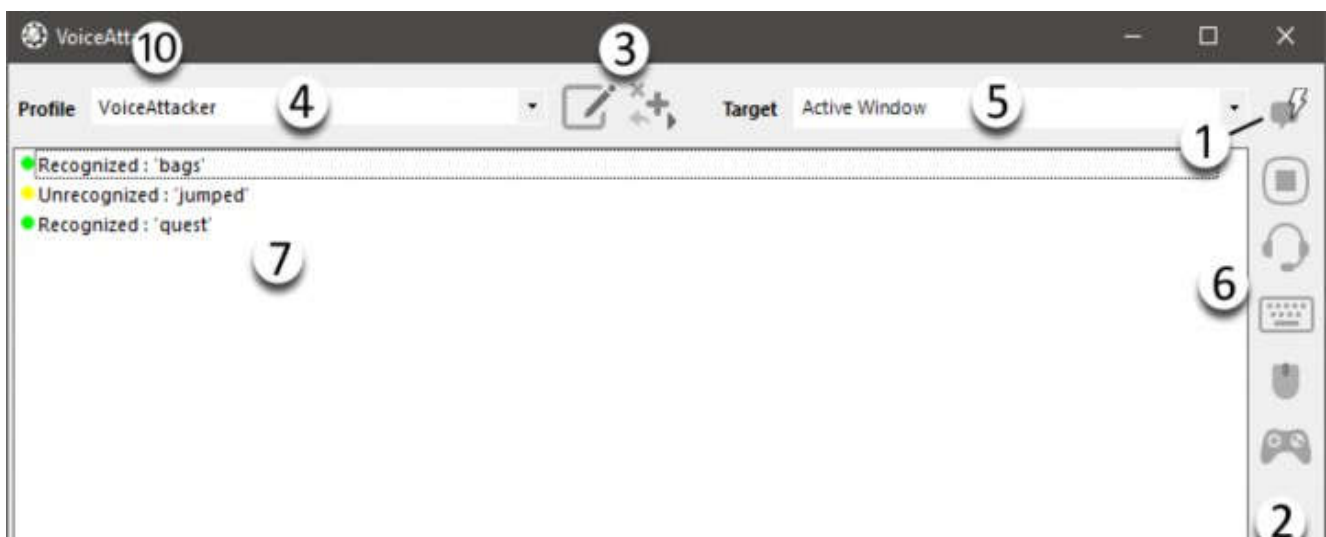 VoiceAtt
10
3
Profile VoiceAttacker 4 Target Active Window 5
1
Recognized : 'bags'
Unrecognized : 'jumped'
Recognized : 'quest'
7
6
2